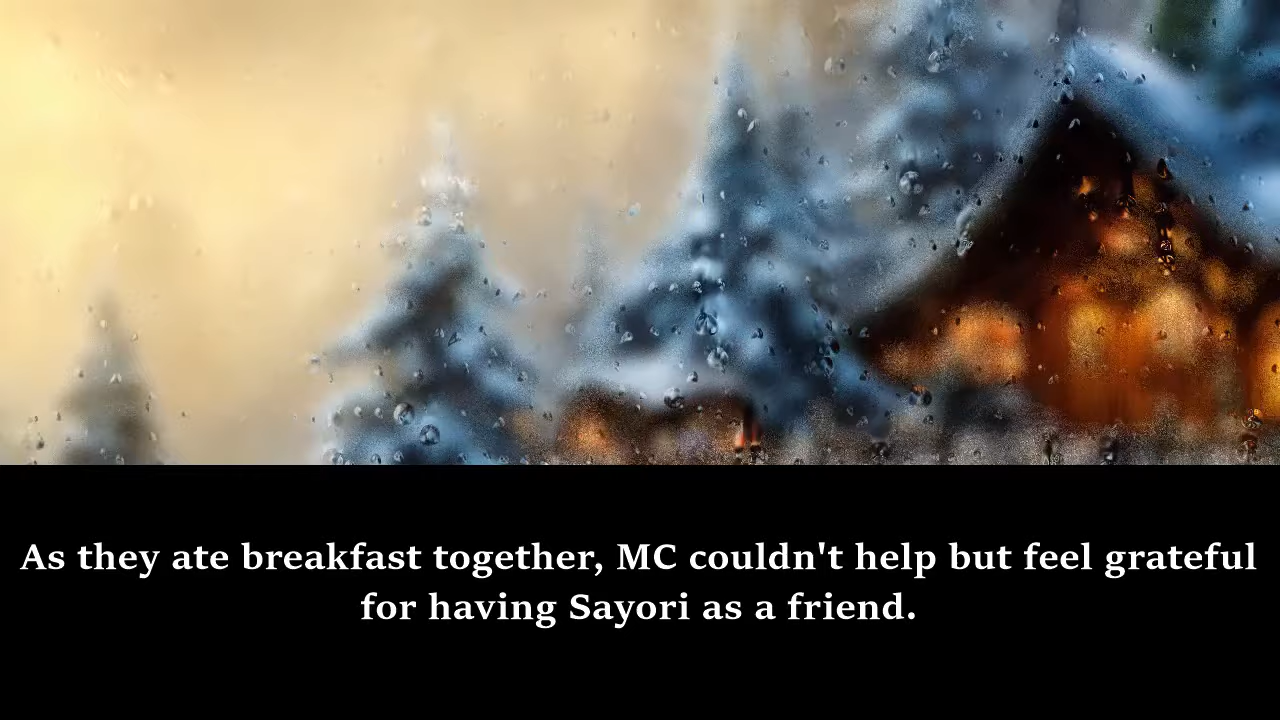 As they ate breakfast together, MC couldn't help but feel grateful
for having Sayori as a friend.